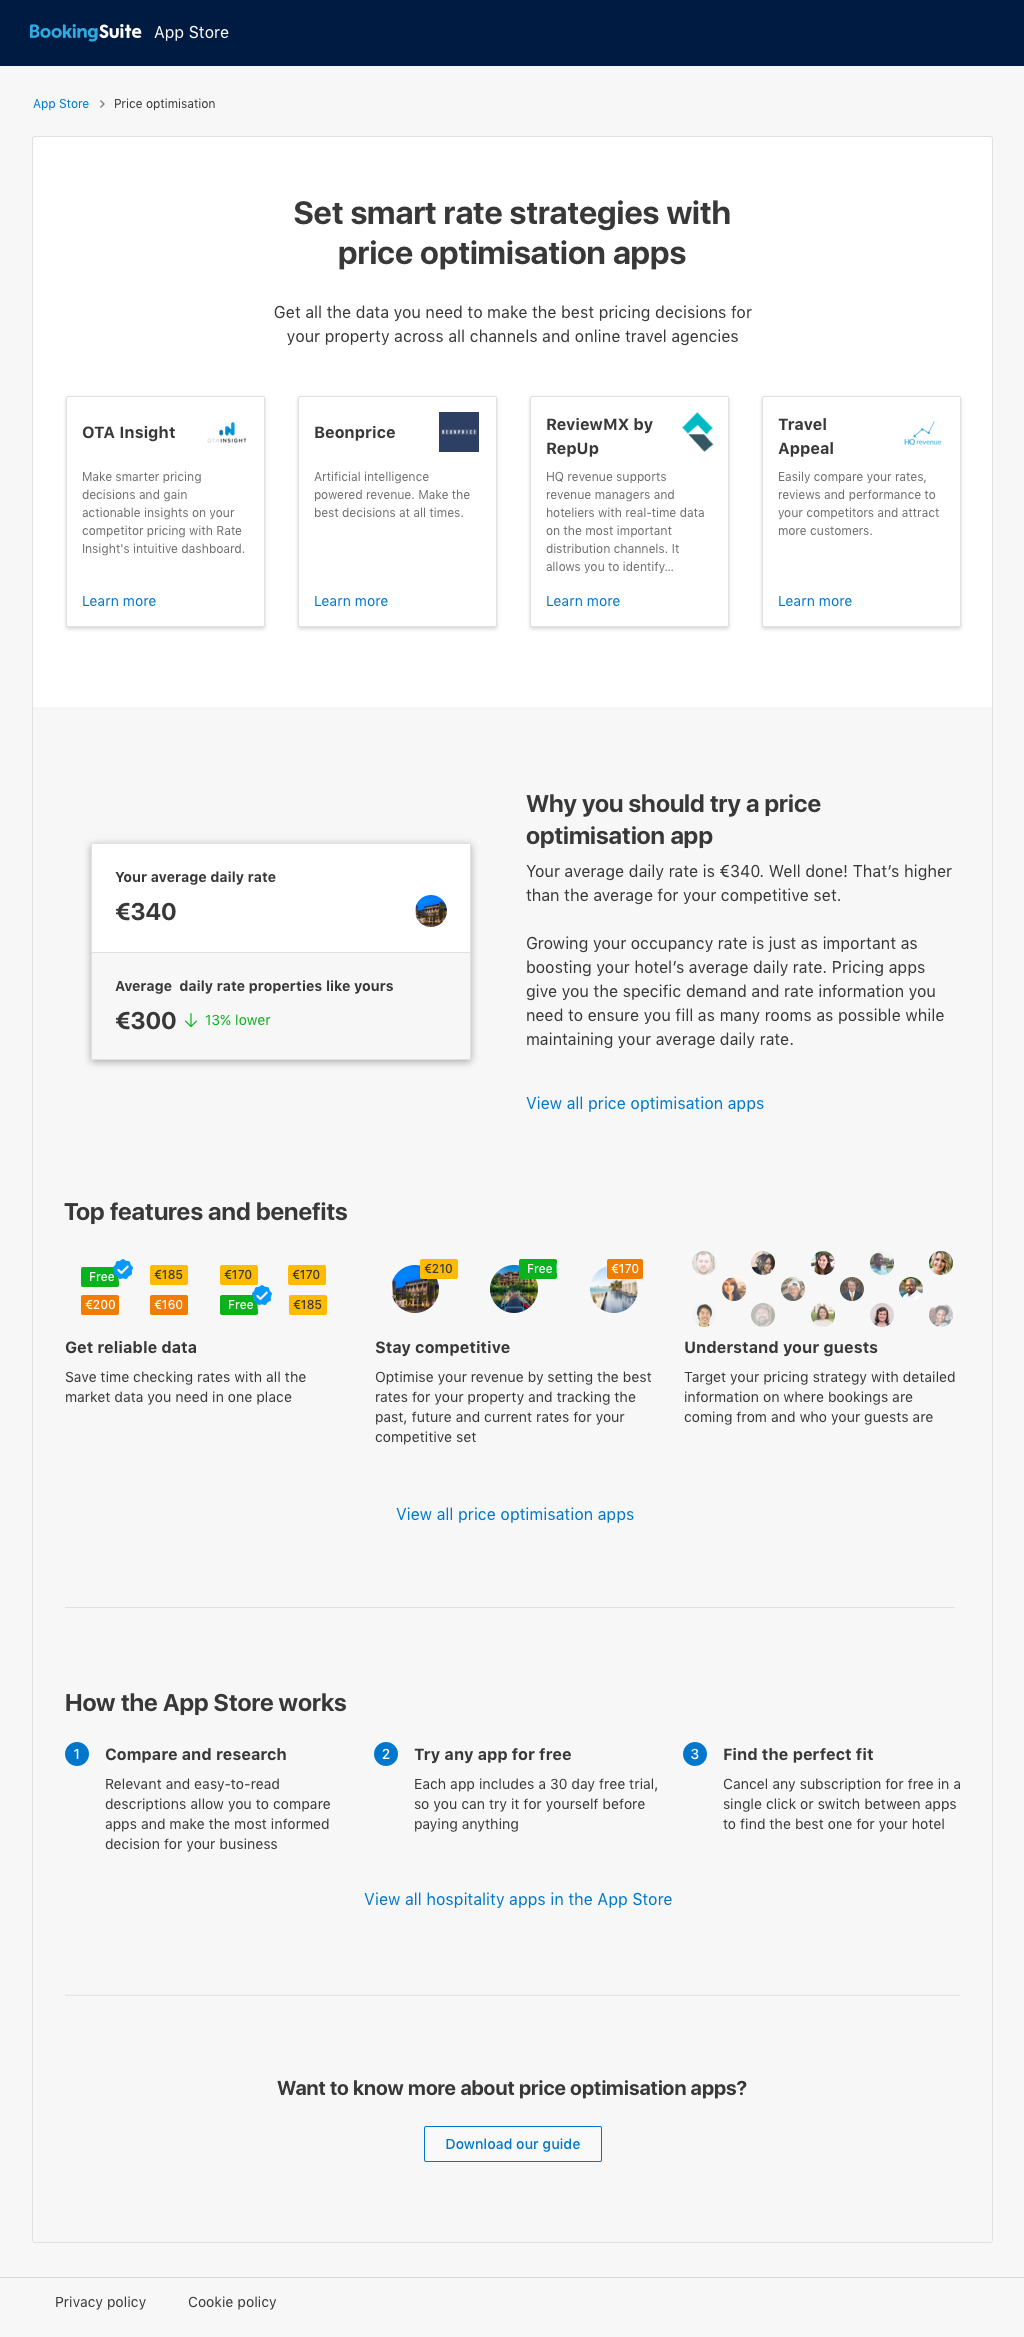 BookingSuite App Store
App Store > Price optimisation
Set smart rate strategies with
price optimisation apps
Get all the data you need to make the best pricing decisions for
your property across all channels and online travel agencies
OTA Insight
OTA INSIGHT
Make smarter pricing
decisions and gain
actionable insights on your
competitor pricing with Rate
Insight's intuitive dashboard.
Learn more
Beonprice
BEONPRICE
Artificial intelligence
powered revenue. Make the
best decisions at all times.
Learn more
ReviewMX by
RepUp
HQ revenue supports
revenue managers and
hoteliers with real-time data
on the most important
distribution channels. It
allows you to identify...
Learn more
Travel
Appeal
HQ revenue
Easily compare your rates,
reviews and performance to
your competitors and attract
more customers.
Learn more
Your average daily rate
€340
Average daily rate properties like yours
€300 ↓ 13% lower
Why you should try a price
optimisation app
Your average daily rate is €340. Well done! That’s higher
than the average for your competitive set.
Growing your occupancy rate is just as important as
boosting your hotel’s average daily rate. Pricing apps
give you the specific demand and rate information you
need to ensure you fill as many rooms as possible while
maintaining your average daily rate.
View all price optimisation apps
Top features and benefits
Free €185 €170 €170
€200 €160 Free €185
Get reliable data
Save time checking rates with all the
market data you need in one place
€210 Free €170
Stay competitive
Optimise your revenue by setting the best
rates for your property and tracking the
past, future and current rates for your
competitive set
Understand your guests
Target your pricing strategy with detailed
information on where bookings are
coming from and who your guests are
View all price optimisation apps
How the App Store works
1 Compare and research
Relevant and easy-to-read
descriptions allow you to compare
apps and make the most informed
decision for your business
2 Try any app for free
Each app includes a 30 day free trial,
so you can try it for yourself before
paying anything
3 Find the perfect fit
Cancel any subscription for free in a
single click or switch between apps
to find the best one for your hotel
View all hospitality apps in the App Store
Want to know more about price optimisation apps?
Download our guide
Privacy policy Cookie policy